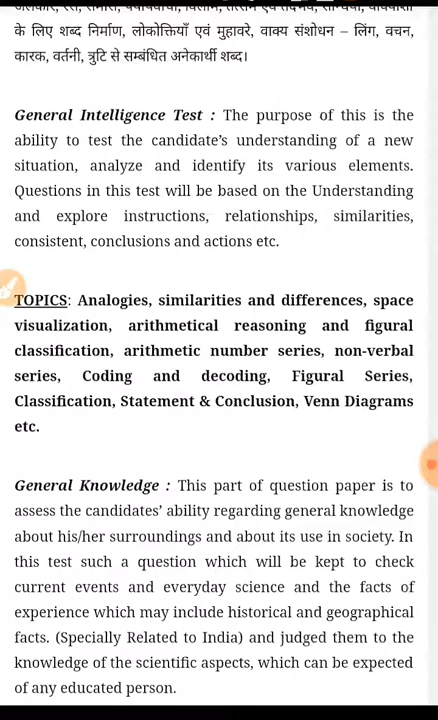 के लिए शब्द निर्माण, लोकोक्तियाँ एवं मुहावरे, वाक्य संशोधन – लिंग, वचन,
कारक, वर्तनी, त्रुटि से सम्बंधित अनेकार्थी शब्द।
General Intelligence Test : The purpose of this is the
ability to test the candidate’s understanding of a new
situation, analyze and identify its various elements.
Questions in this test will be based on the Understanding
and explore instructions, relationships, similarities,
consistent, conclusions and actions etc.
TOPICS: Analogies, similarities and differences, space
visualization, arithmetical reasoning and figural
classification, arithmetic number series, non-verbal
series, Coding and decoding, Figural Series,
Classification, Statement & Conclusion, Venn Diagrams
etc.
General Knowledge : This part of question paper is to
assess the candidates’ ability regarding general knowledge
about his/her surroundings and about its use in society. In
this test such a question which will be kept to check
current events and everyday science and the facts of
experience which may include historical and geographical
facts. (Specially Related to India) and judged them to the
knowledge of the scientific aspects, which can be expected
of any educated person.